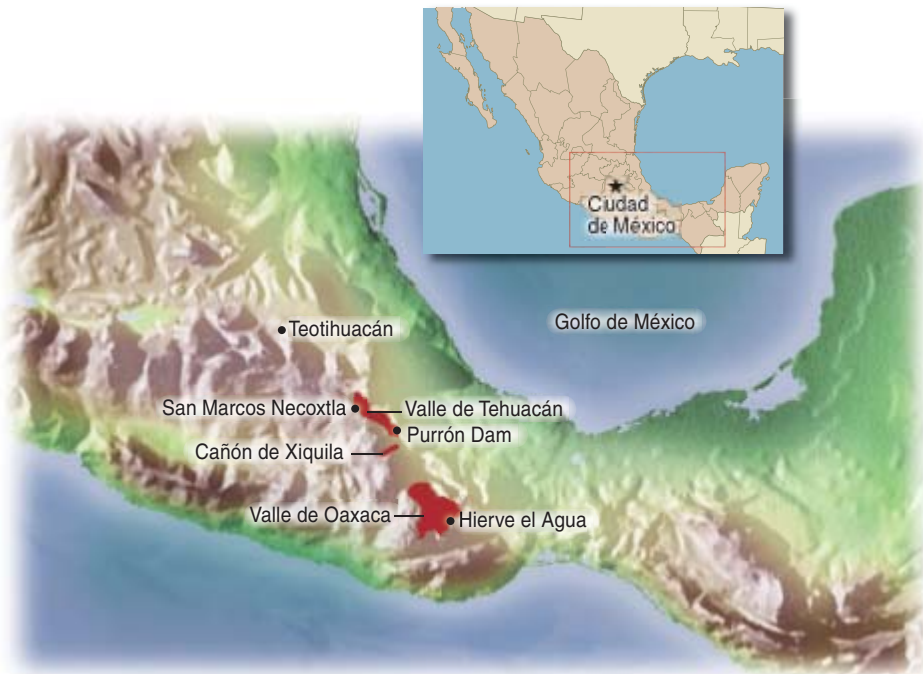 Ciudad
de México
Golfo de México
Teotihuacán
San Marcos Necoxtla
Valle de Tehuacán
Purrón Dam
Cañón de Xiquila
Valle de Oaxaca
Hierve el Agua